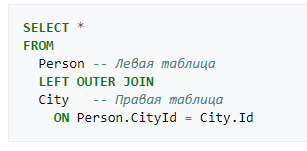 SELECT *
FROM
Person -- Левая таблица
LEFT OUTER JOIN
City -- Правая таблица
ON Person.CityId = City.Id